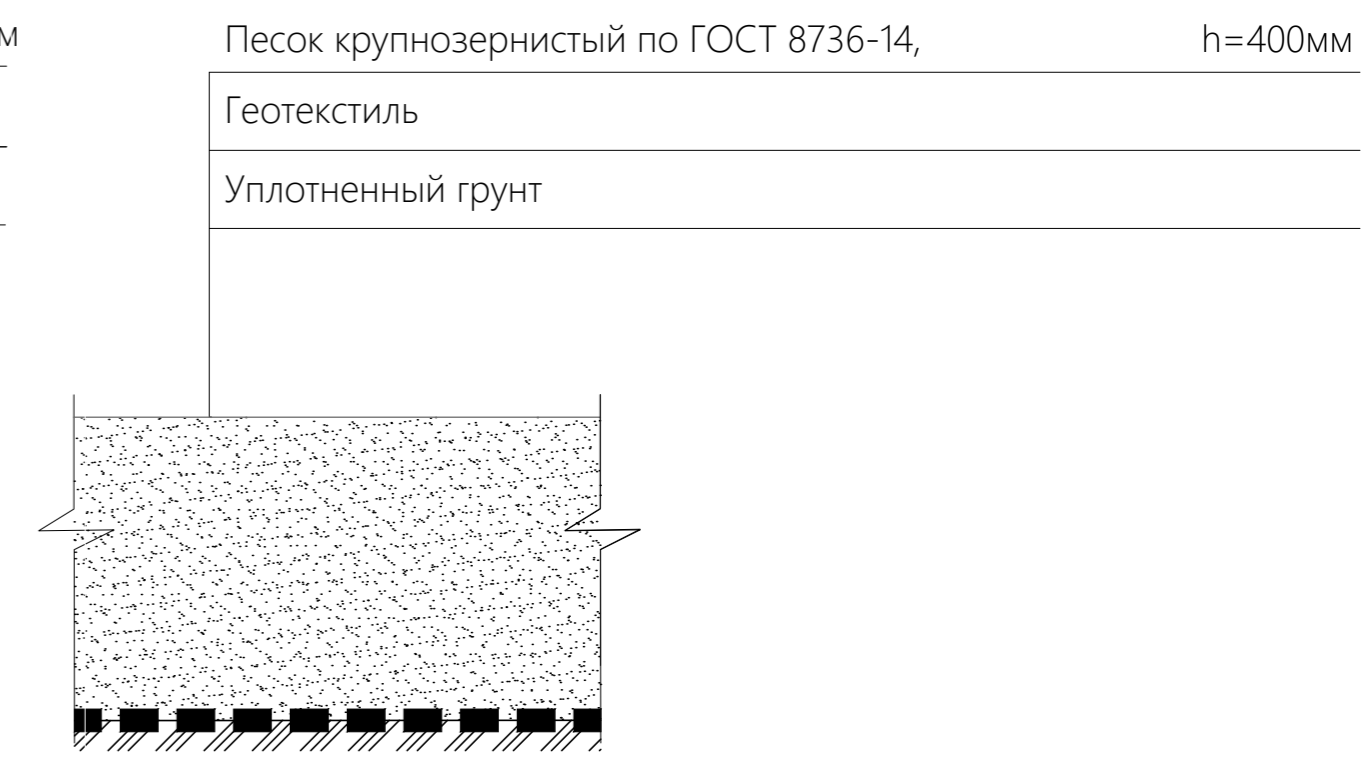 м
Песок крупнозернистый по ГОСТ 8736-14, h=400мм
Геотекстиль
Уплотненный грунт